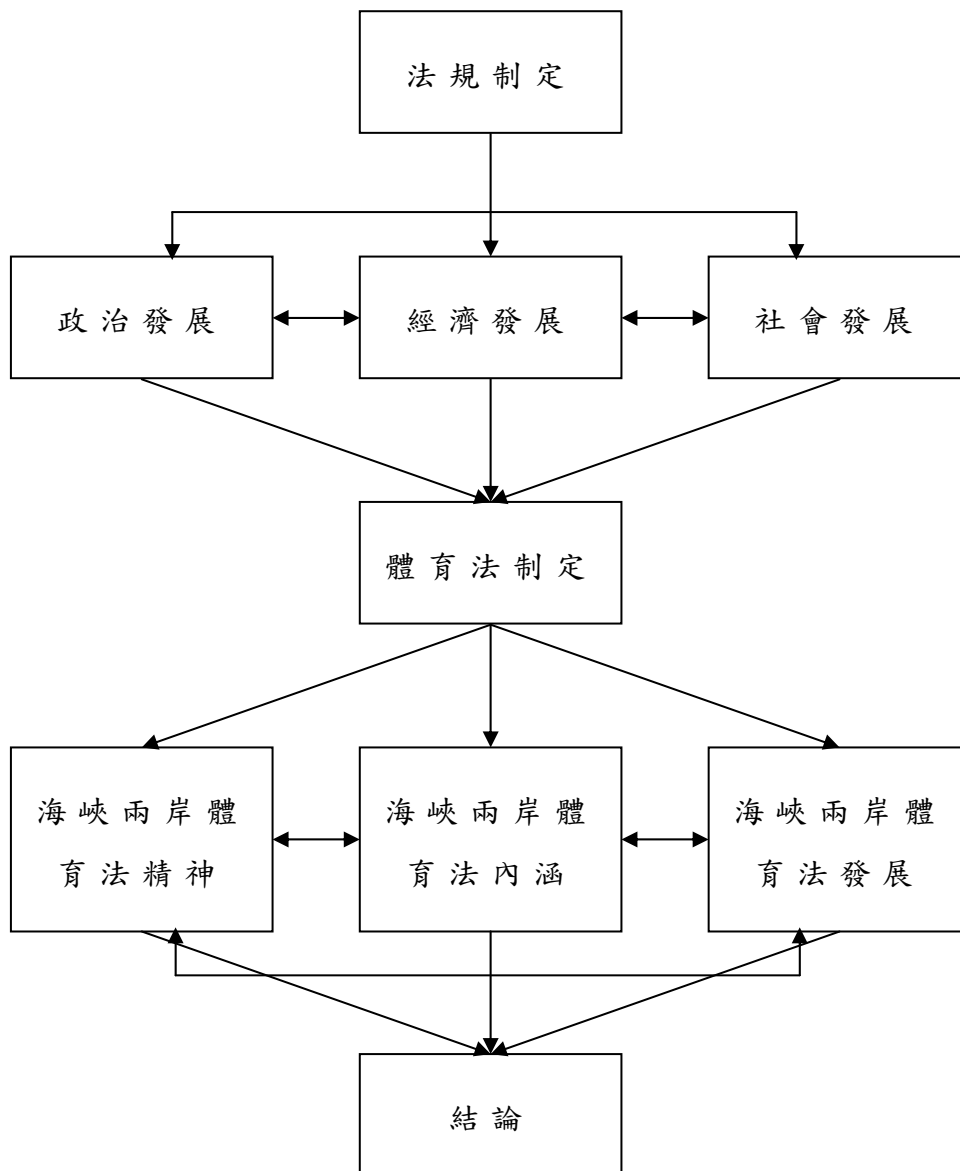 法規制定
政治發展
經濟發展
社會發展
體育法制定
海峽兩岸體
育法精神
海峽兩岸體
育法內涵
海峽兩岸體
育法發展
結論